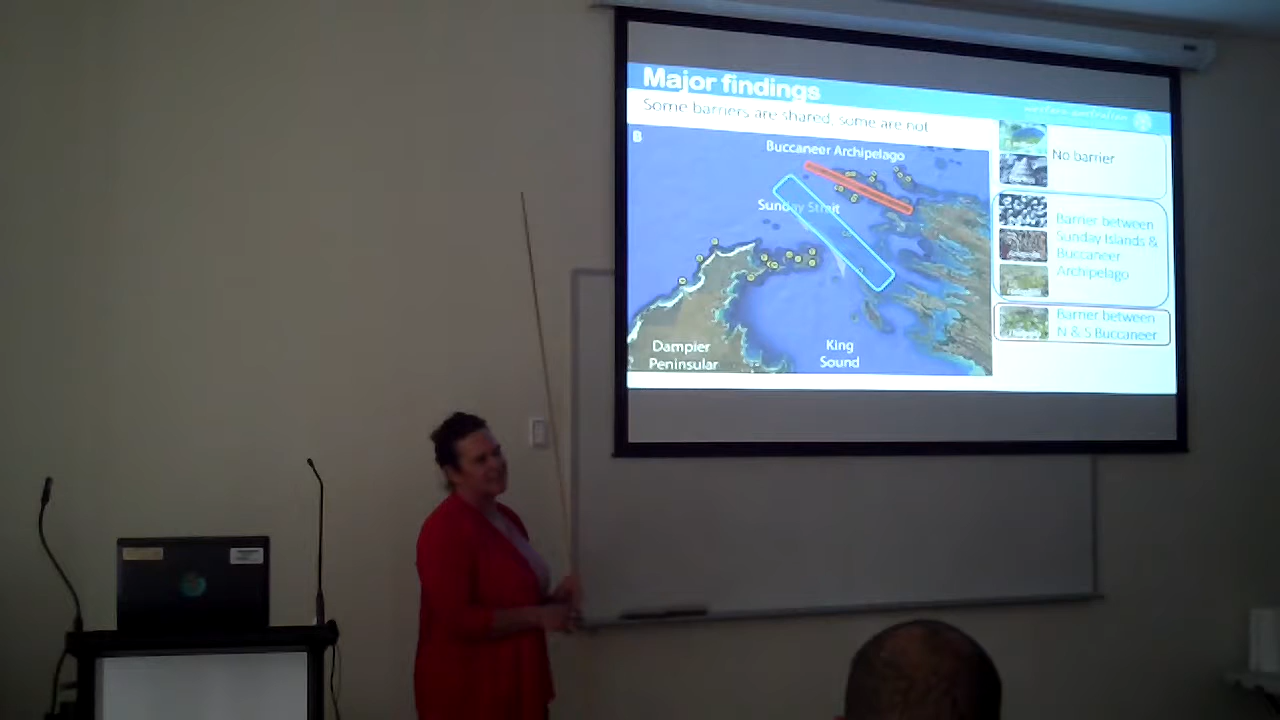 Major findings
Some barriers are shared, some are not
B
Buccaneer Archipelago
Sunday Strait
Dampier
Peninsular
King
Sound
No barrier
Barrier between
Sunday Islands &
Buccaneer
Archipelago
Barrier between
N & S Buccaneer